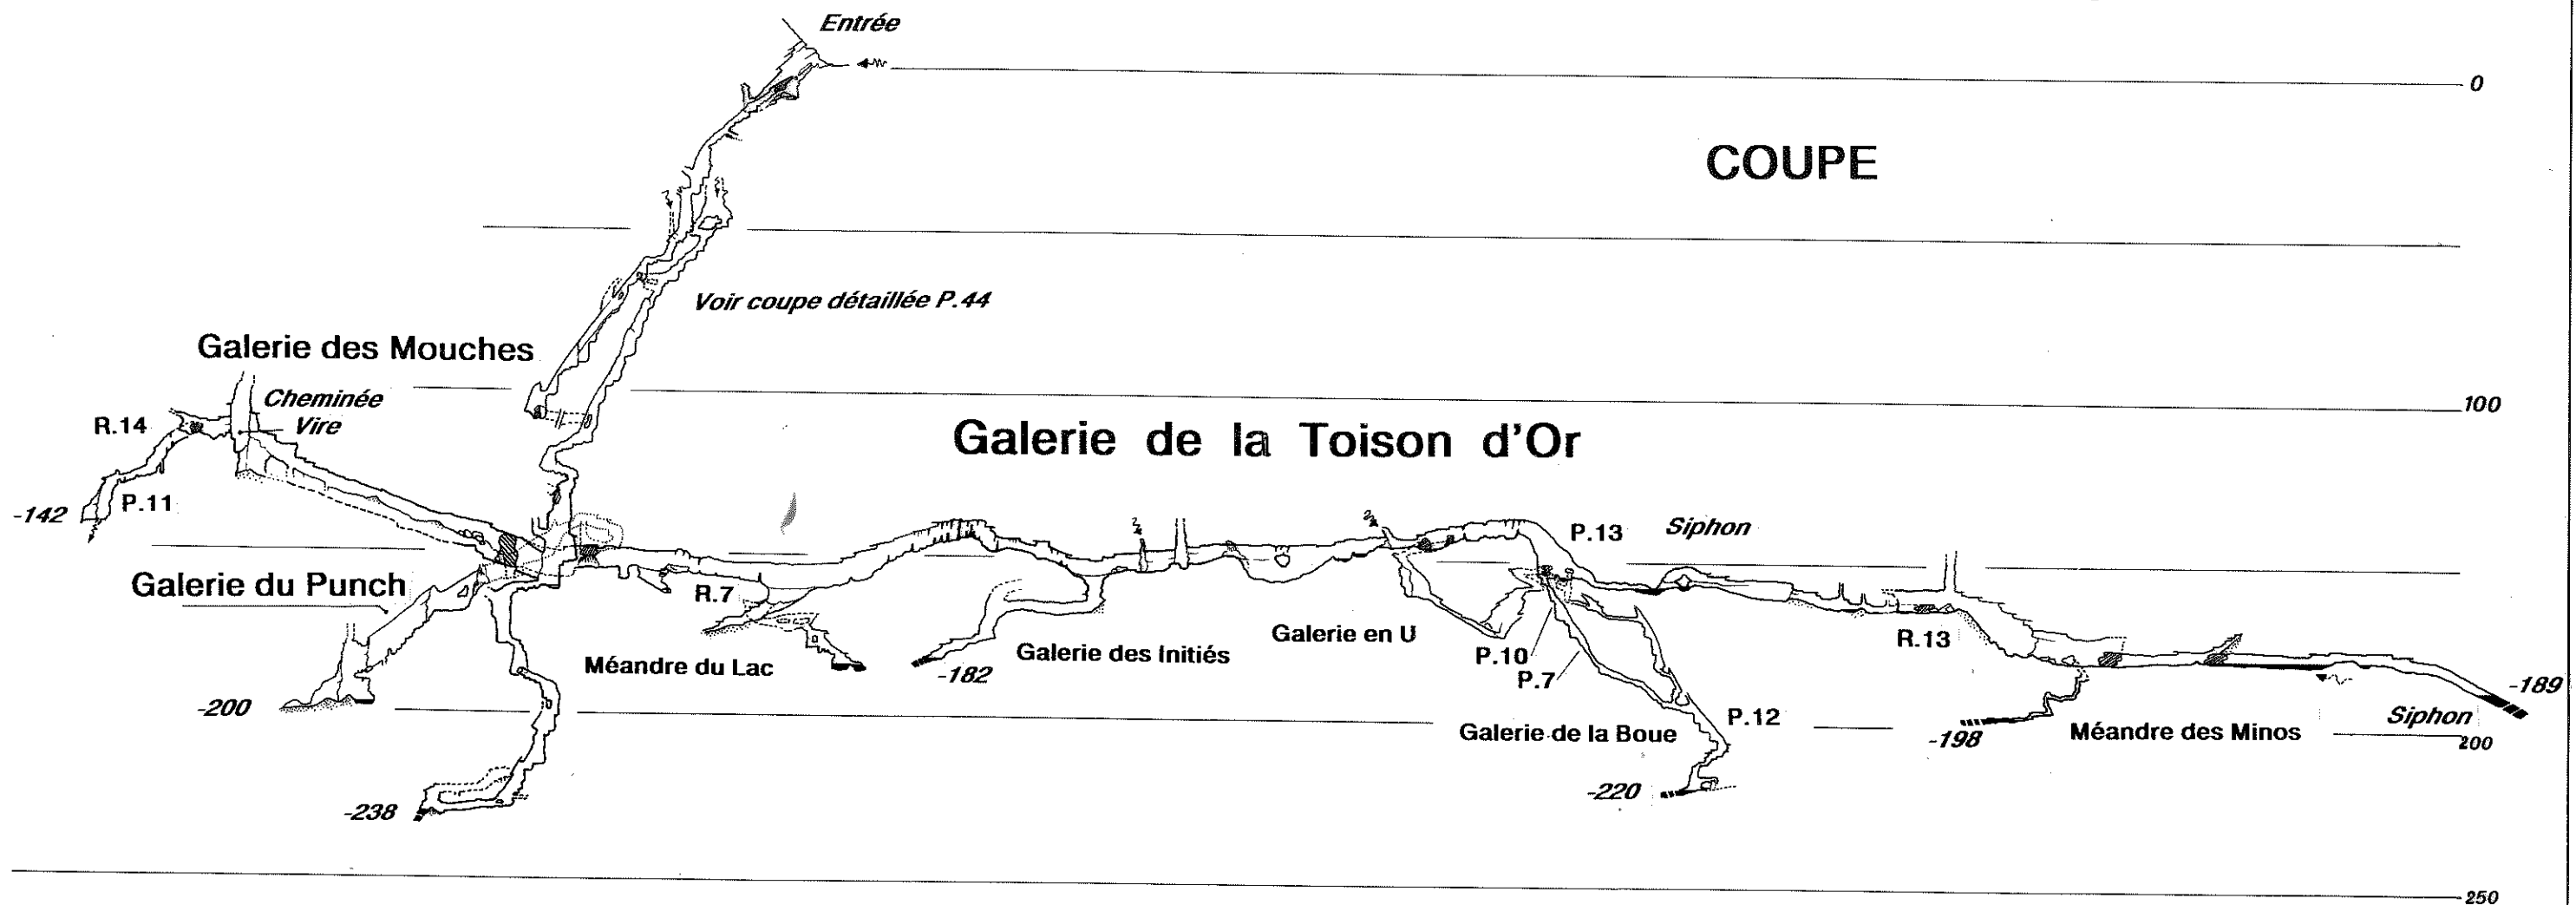 Entrée
0
COUPE
Voir coupe détaillée P.44
Galerie des Mouches
Cheminée
Vire
R.14
100
Galerie de la Toison d'Or
P.11
-142
P.13
Siphon
Galerie du Punch
R.7
Galerie en U
R.13
Méandre du Lac
Galerie des Initiés
P.10
-182
P.7
-189
-200
P.12
Siphon
Galerie de la Boue
-198
Méandre des Minos
200
-220
-238
250